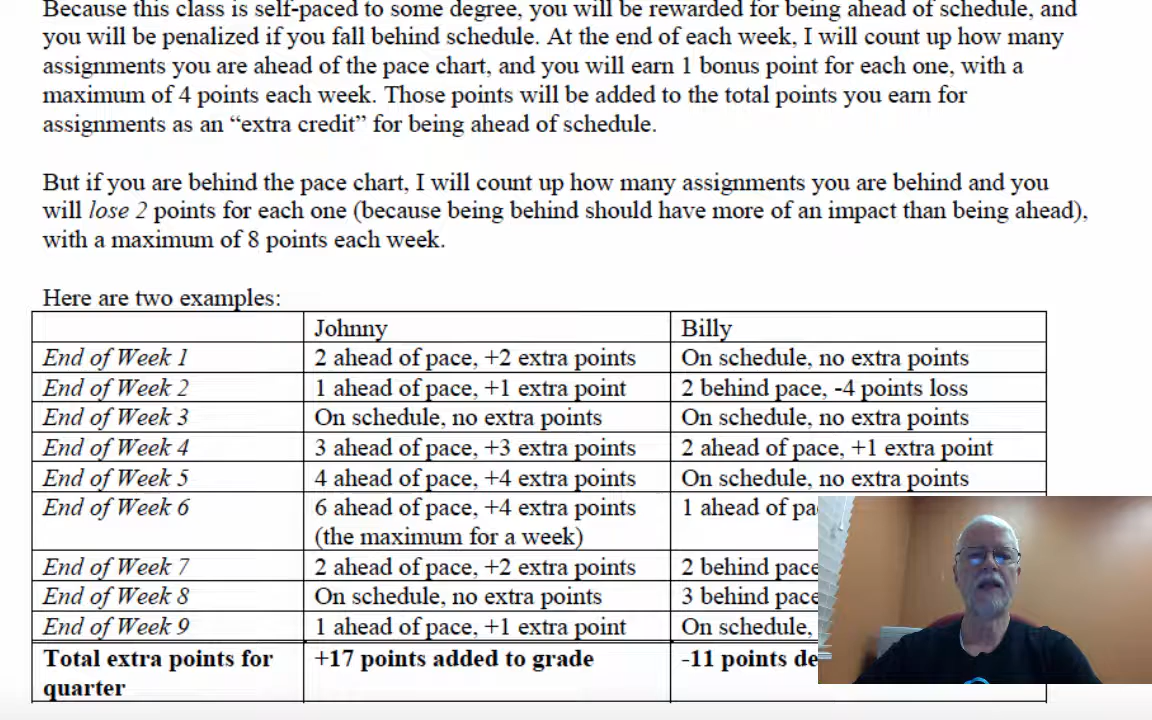 Because this class is self-paced to some degree, you will be rewarded for being ahead of schedule, and
you will be penalized if you fall behind schedule. At the end of each week, I will count up how many
assignments you are ahead of the pace chart, and you will earn 1 bonus point for each one, with a
maximum of 4 points each week. Those points will be added to the total points you earn for
assignments as an “extra credit” for being ahead of schedule.
But if you are behind the pace chart, I will count up how many assignments you are behind and you
will lose 2 points for each one (because being behind should have more of an impact than being ahead),
with a maximum of 8 points each week.
Here are two examples:
Johnny Billy
End of Week 1 2 ahead of pace, +2 extra points On schedule, no extra points
End of Week 2 1 ahead of pace, +1 extra point 2 behind pace, -4 points loss
End of Week 3 On schedule, no extra points On schedule, no extra points
End of Week 4 3 ahead of pace, +3 extra points 2 ahead of pace, +1 extra point
End of Week 5 4 ahead of pace, +4 extra points On schedule, no extra points
End of Week 6 6 ahead of pace, +4 extra points 1 ahead of
(the maximum for a week)
End of Week 7 2 ahead of pace, +2 extra points 2 behind pace
End of Week 8 On schedule, no extra points 3 behind pace
End of Week 9 1 ahead of pace, +1 extra point On schedule,
Total extra points for +17 points added to grade -11 points
quarter